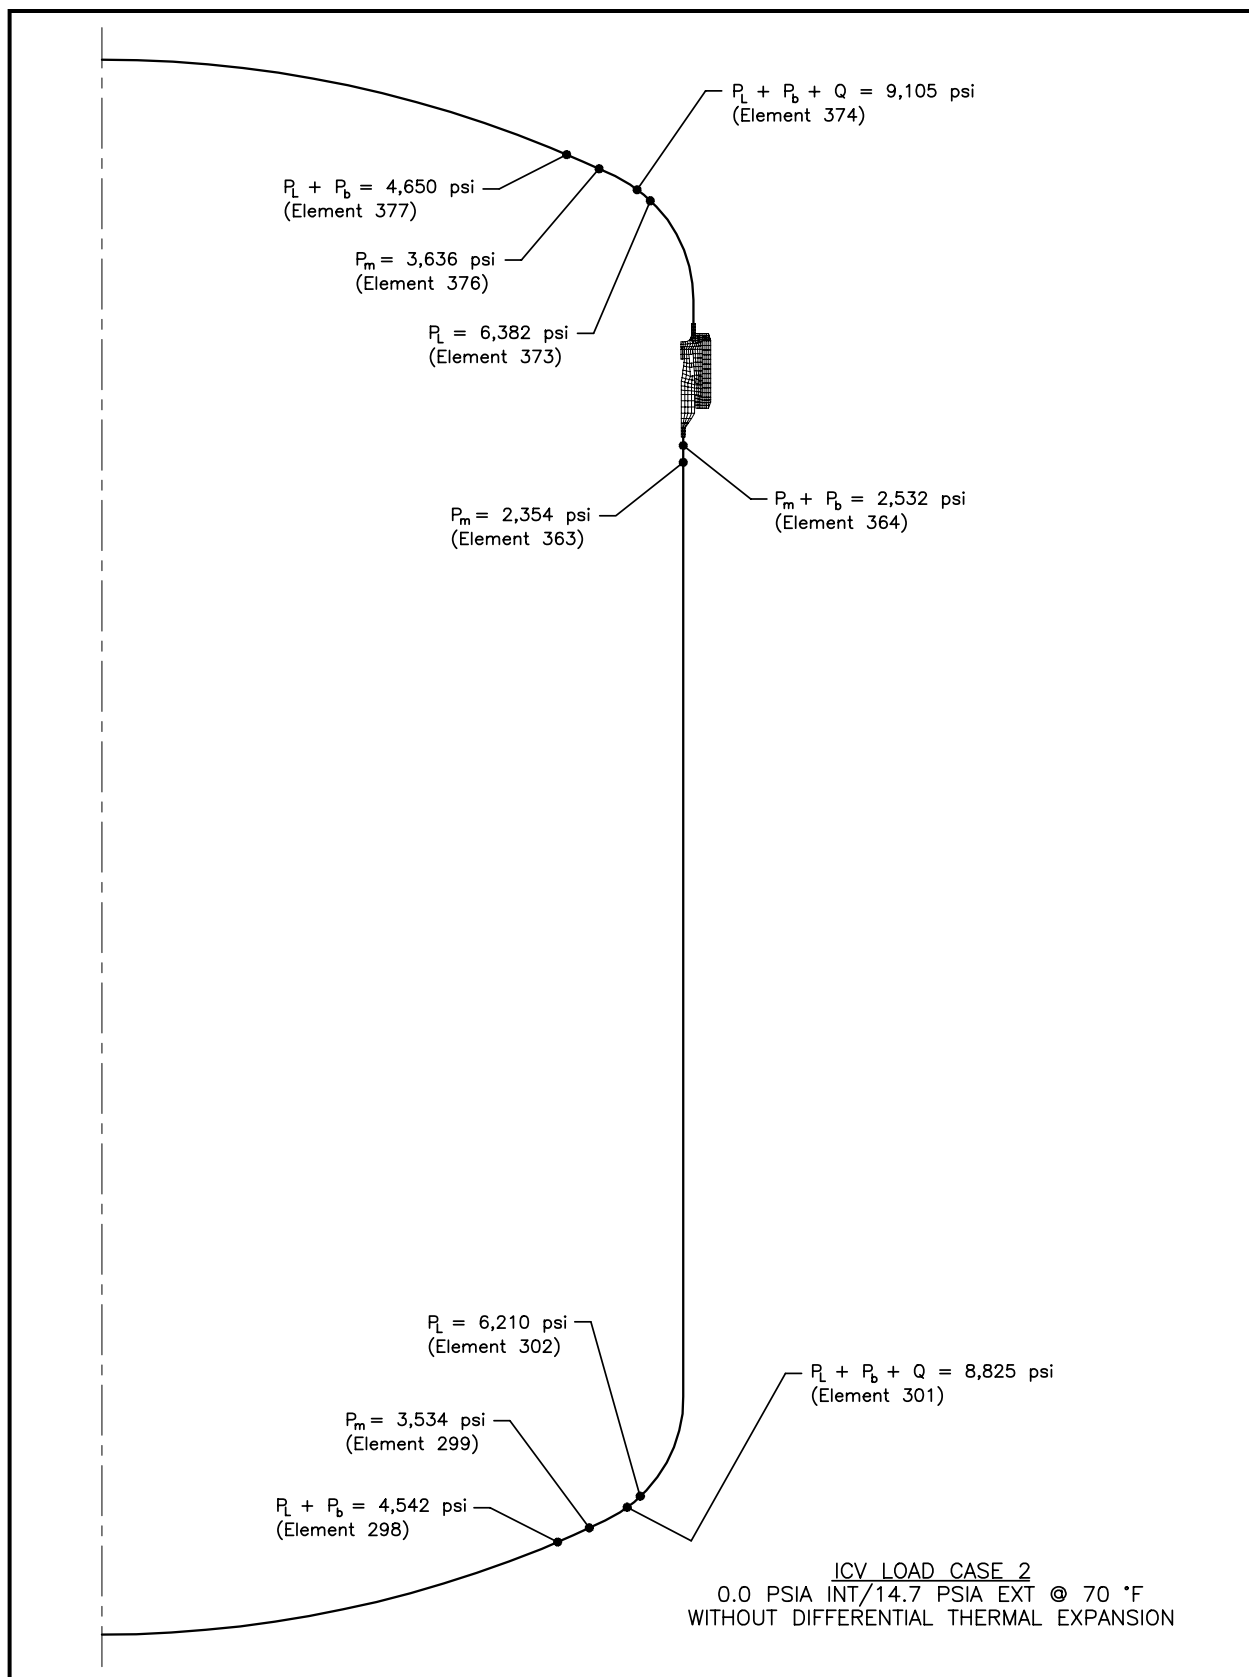 P_L + P_b + Q = 9,105 psi
(Element 374)
P_L + P_b = 4,650 psi
(Element 377)
P_m = 3,636 psi
(Element 376)
P_L = 6,382 psi
(Element 373)
P_m + P_b = 2,532 psi
(Element 364)
P_m = 2,354 psi
(Element 363)
P_L = 6,210 psi
(Element 302)
P_L + P_b + Q = 8,825 psi
(Element 301)
P_m = 3,534 psi
(Element 299)
P_L + P_b = 4,542 psi
(Element 298)
ICV LOAD CASE 2
0.0 PSIA INT/14.7 PSIA EXT @ 70 °F
WITHOUT DIFFERENTIAL THERMAL EXPANSION